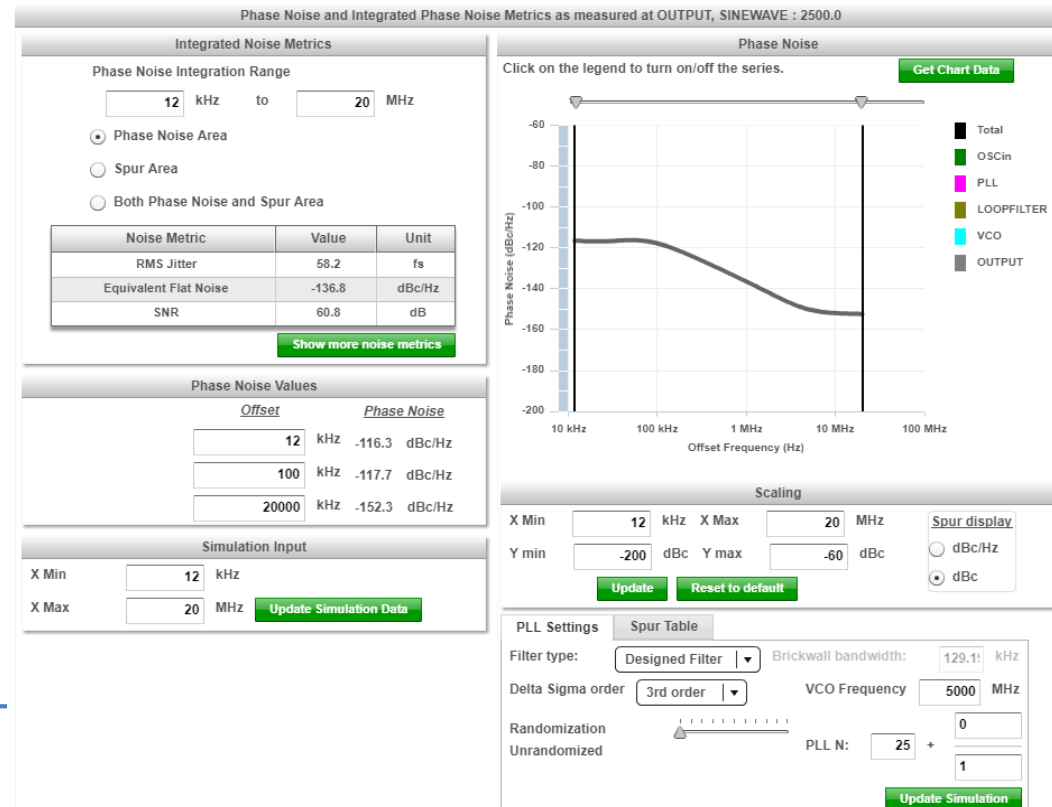 Phase Noise and Integrated Phase Noise Metrics as measured at OUTPUT, SINEWAVE : 2500.0
Integrated Noise Metrics
Phase Noise Integration Range
12 kHz to 20 MHz
Phase Noise Area
Spur Area
Both Phase Noise and Spur Area
Noise Metric Value Unit
RMS Jitter 58.2 fs
Equivalent Flat Noise -136.8 dBc/Hz
SNR 60.8 dB
Show more noise metrics
Phase Noise Values
Offset Phase Noise
12 kHz -116.3 dBc/Hz
100 kHz -117.7 dBc/Hz
20000 kHz -152.3 dBc/Hz
Simulation Input
X Min 12 kHz
X Max 20 MHz Update Simulation Data
Phase Noise
Click on the legend to turn on/off the series. Get Chart Data
Phase Noise (dBc/Hz)
-60
-80
-100
-120
-140
-160
-180
-200
10 kHz 100 kHz 1 MHz 10 MHz 100 MHz
Offset Frequency (Hz)
Total
OSCin
PLL
LOOPFILTER
VCO
OUTPUT
Scaling
X Min 12 kHz X Max 20 MHz Spur display
Y min -200 dBc Y max -60 dBc
dBc/Hz
dBc
Update Reset to default
PLL Settings Spur Table
Filter type: Designed Filter Brickwall bandwidth: 129.1 kHz
Delta Sigma order 3rd order VCO Frequency 5000 MHz
Randomization
Unrandomized
PLL N: 25 + 0
1
Update Simulation